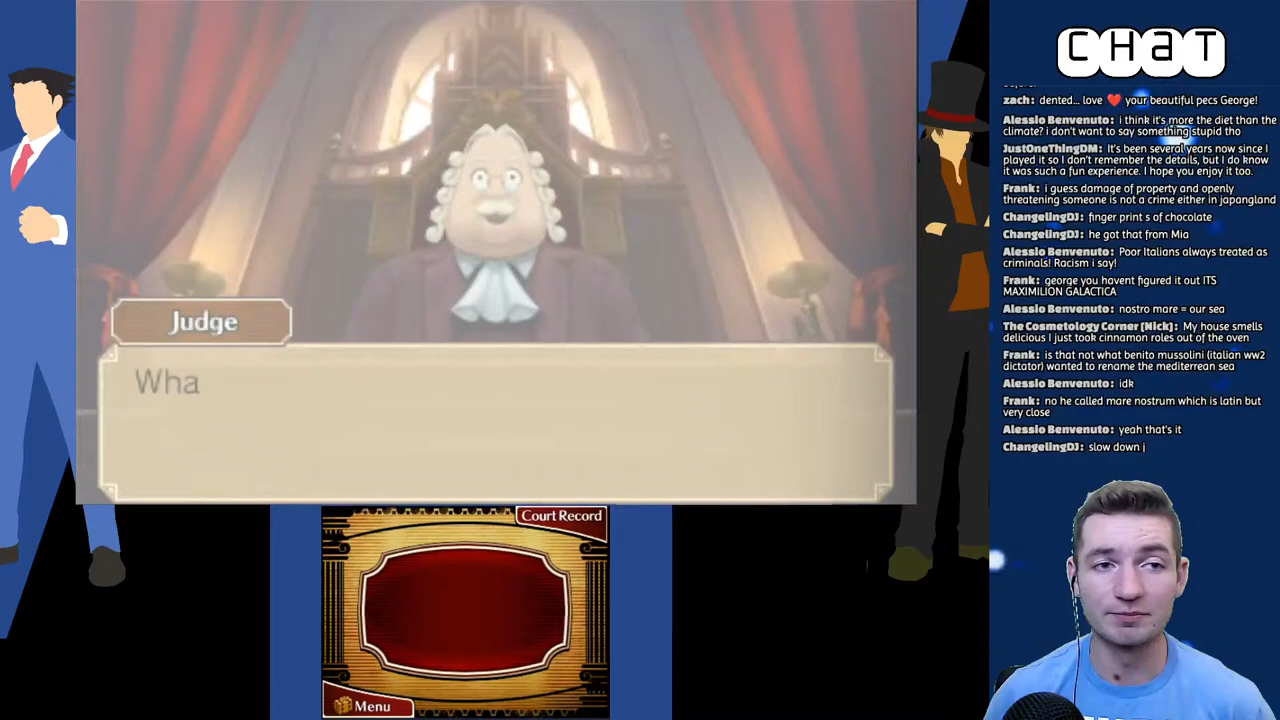 Judge
Wha
Court Record
Menu
CHaT
zach: dented... love ❤ your beautiful pecs George!
Alessio Benvenuto: i think it's more the diet than the
climate? i don't want to say something stupid tho
JustOneThingDM: It's been several years now since I
played it so I don't remember the details, but I do know
it was such a fun experience. I hope you enjoy it too.
Frank: i guess damage of property and openly
threatening someone is not a crime either in japangland
ChangelingDJ: finger print s of chocolate
ChangelingDJ: he got that from Mia
Alessio Benvenuto: Poor Italians always treated as
criminals! Racism i say!
Frank: george you havent figured it out ITS
MAXIMILION GALACTICA
Alessio Benvenuto: nostro mare = our sea
The Cosmetology Corner [Nick]: My house smells
delicious I just took cinnamon roles out of the oven
Frank: is that not what benito mussolini (italian ww2
dictator) wanted to rename the mediterrean sea
Alessio Benvenuto: idk
Frank: no he called mare nostrum which is latin but
very close
Alessio Benvenuto: yeah that's it
ChangelingDJ: slow down j